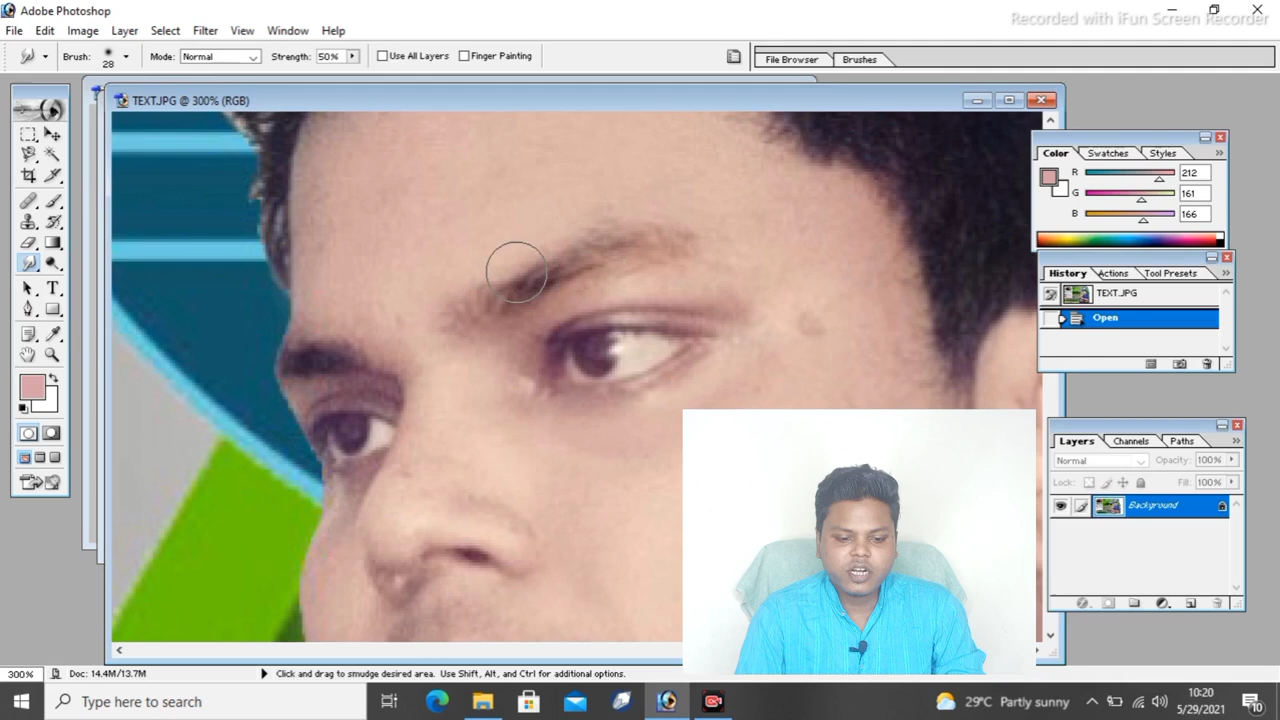 Adobe Photoshop
Recorded with iFun Screen Recorder
File Edit Image Layer Select Filter View Window Help
Brush: 28 Mode: Normal Strength: 50% Use All Layers Finger Painting File Browser Brushes
TEXT.JPG @ 300% (RGB)
Color Swatches Styles
R 212
G 161
B 166
History Actions Tool Presets
TEXT.JPG
Open
Layers Channels Paths
Normal Opacity: 100%
Lock: Fill: 100%
Background
300% Doc: 14.4M/13.7M Click and drag to smudge desired area. Use Shift, Alt, and Ctrl for additional options.
Type here to search
29°C Partly sunny
10:20
5/29/2021
10